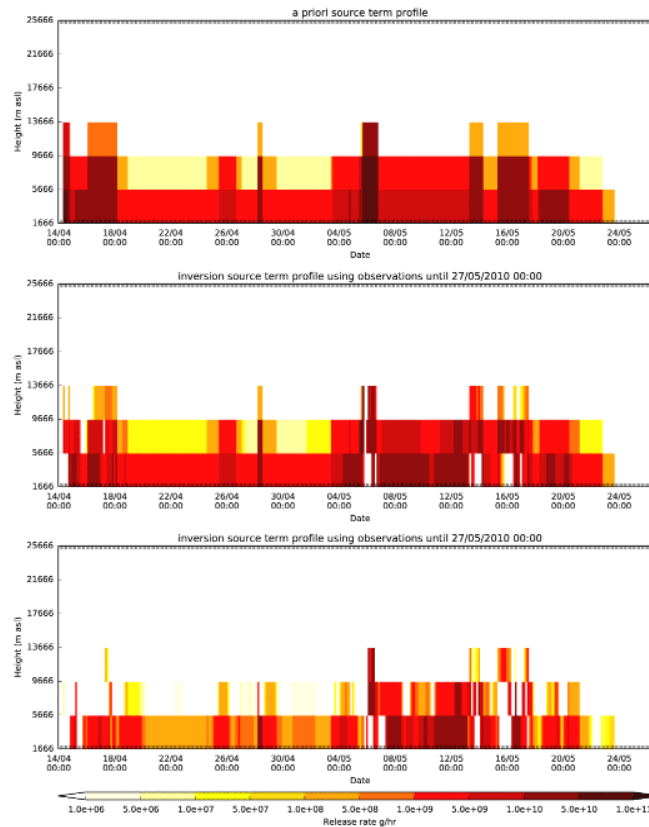 a priori source term profile
25666
21666
17666
13666
9666
5666
1666
Height (m asl)
14/04 18/04 22/04 26/04 30/04 04/05 08/05 12/05 16/05 20/05 24/05
00:00 00:00 00:00 00:00 00:00 00:00 00:00 00:00 00:00 00:00 00:00
Date
inversion source term profile using observations until 27/05/2010 00:00
25666
21666
17666
13666
9666
5666
1666
Height (m asl)
14/04 18/04 22/04 26/04 30/04 04/05 08/05 12/05 16/05 20/05 24/05
00:00 00:00 00:00 00:00 00:00 00:00 00:00 00:00 00:00 00:00 00:00
Date
inversion source term profile using observations until 27/05/2010 00:00
25666
21666
17666
13666
9666
5666
1666
Height (m asl)
14/04 18/04 22/04 26/04 30/04 04/05 08/05 12/05 16/05 20/05 24/05
00:00 00:00 00:00 00:00 00:00 00:00 00:00 00:00 00:00 00:00 00:00
Date
1.0e+06 5.0e+06 1.0e+07 5.0e+07 1.0e+08 5.0e+08 1.0e+09 5.0e+09 1.0e+10 5.0e+10 1.0e+11
Release rate g/hr